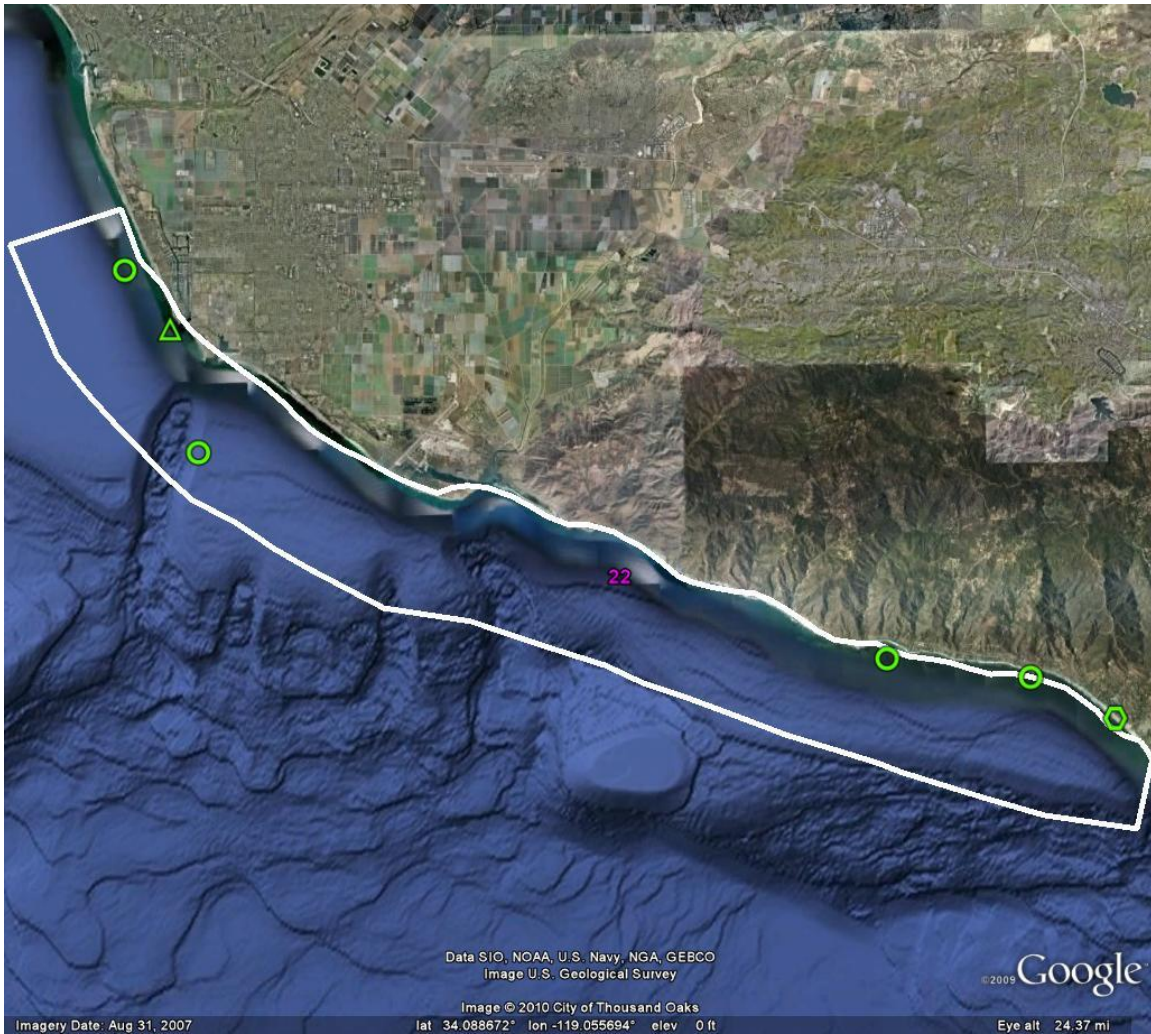 22
Data SIO, NOAA, U.S. Navy, NGA, GEBCO
Image U.S. Geological Survey
©2009 Google
Image © 2010 City of Thousand Oaks
Imagery Date: Aug 31, 2007 lat 34.088672° lon -119.055694° elev 0 ft Eye alt 24.37 mi